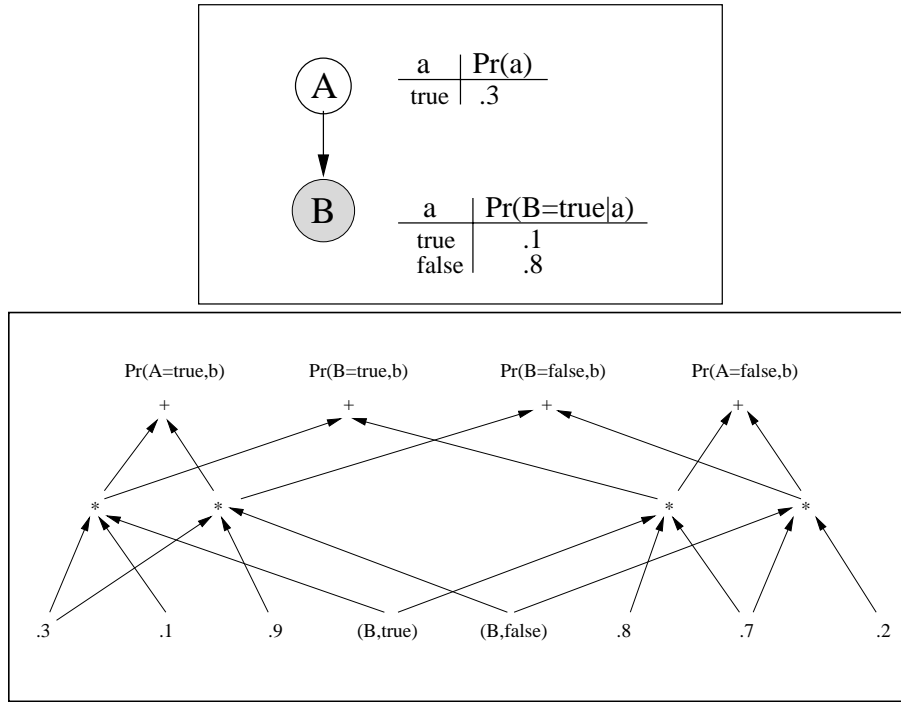 A
a Pr(a)
true .3
B
a Pr(B=true|a)
true .1
false .8
Pr(A=true,b) Pr(B=true,b) Pr(B=false,b) Pr(A=false,b)
+ + + +
* * * *
.3 .1 .9 (B,true) (B,false) .8 .7 .2